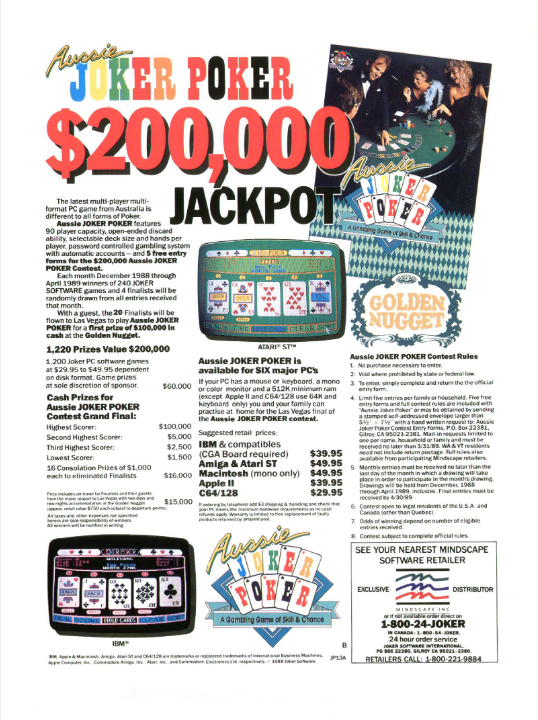 Aussie
JOKER POKER
$200,000
JACKPOT
Aussie
JOKER
POKER
A Gambling Game of Skill & Chance
The latest multi-player multi-
format PC game from Australia is
different to all forms of Poker.
Aussie JOKER POKER features
90 player capacity, open-ended discard
ability, selectable deck size and hands per
player, password controlled gambling system
with automatic accounts – and 5 free entry
forms for the $200,000 Aussie JOKER
POKER Contest.
Each month December 1988 through
April 1989 winners of 240 JOKER
SOFTWARE games and 4 finalists will be
randomly drawn from all entries received
that month.
With a total of
the 20 Finalists will be
flown to Las Vegas to play Aussie JOKER
POKER for a first prize of $100,000 in
cash at the Golden Nugget.
1,220 Prizes Value $200,000
1,200 Joker PC software games
at $29.95 to $49.95 dependent
on disk format. Game prizes
at sole discretion of sponsor. $60,000
Cash Prizes for
Aussie JOKER POKER
Contest Grand Final:
Highest Scorer: $100,000
Second Highest Scorer: $5,000
Third Highest Scorer: $2,500
Lowest Scorer: $1,500
16 Consolation Prizes of $1,000
each to eliminated Finalists $16,000
Price includes air travel for finalists and their guests
from the major airport to Las Vegas with two days and
two nights accommodation at the Golden Nugget
(approx. retail value $750 each subject to departure points). $15,000
All taxes and other expenses not specified
herein are sole responsibility of winners.
All winners will be notified in writing.
IBM®
ATARI® ST™
Aussie JOKER POKER is
available for SIX major PC's
If your PC has a mouse or keyboard, a mono
or color monitor and a 512K minimum ram
(except Apple II and C64/128 use 64K and
keyboard only) you and your family can
practise at home for the Las Vegas final of
the Aussie JOKER POKER contest.
Suggested retail prices:
IBM & compatibles
(CGA Board required) $39.95
Amiga & Atari ST $49.95
Macintosh (mono only) $49.95
Apple II $39.95
C64/128 $29.95
If ordering by telephone add $3 shipping & handling and check that
your PC meets the minimum hardware requirements as no cash
refunds apply. Warranty is limited to free replacement of faulty
products returned by prepaid post.
Aussie
JOKER
POKER
A Gambling Game of Skill & Chance
GOLDEN
NUGGET
Aussie JOKER POKER Contest Rules
1. No purchase necessary to enter.
2. Void where prohibited by state or federal law.
3. To enter, simply complete and return the the official
entry form.
4. Limit five entries per family or household. Five free
entry forms and full contest rules are included with
"Aussie Joker Poker" or may be obtained by sending
a stamped self-addressed envelope larger than
5½" × 7½" with a hand written request to: Aussie
Joker Poker Contest Entry Forms, P.O. Box 22381,
Gilroy, CA 95021-2381. Mail-in requests limited to
one per name, household or family and must be
received no later than 3/31/89. WA & VT residents
need not include return postage. Full rules also
available from participating Mindscape retailers.
5. Monthly entries must be received no later than the
last day of the month in which a drawing will take
place in order to participate in the month's drawing.
Drawings will be held from December, 1988
through April 1989, inclusive. Final entries must be
received by 4/30/89.
6. Contest open to legal residents of the U.S.A. and
Canada (other than Quebec).
7. Odds of winning depend on number of eligible
entries received.
8. Contest subject to complete official rules.
SEE YOUR NEAREST MINDSCAPE
SOFTWARE RETAILER
EXCLUSIVE DISTRIBUTOR
MINDSCAPE INC
or if not available order direct on
1-800-24-JOKER
IN CANADA: 1-800-84-JOKER.
24 hour order service
JOKER SOFTWARE INTERNATIONAL,
PO BOX 22380, GILROY CA 95021-2380.
RETAILERS CALL: 1-800-221-9884
B
JP13A
IBM, Apple & Macintosh, Amiga, Atari ST and C64/128 are trademarks or registered trademarks of International Business Machines,
Apple Computer Inc., Commodore Amiga, Inc., Atari, Inc., and Commodore Electronics Ltd, respectively. © 1988 Joker Software